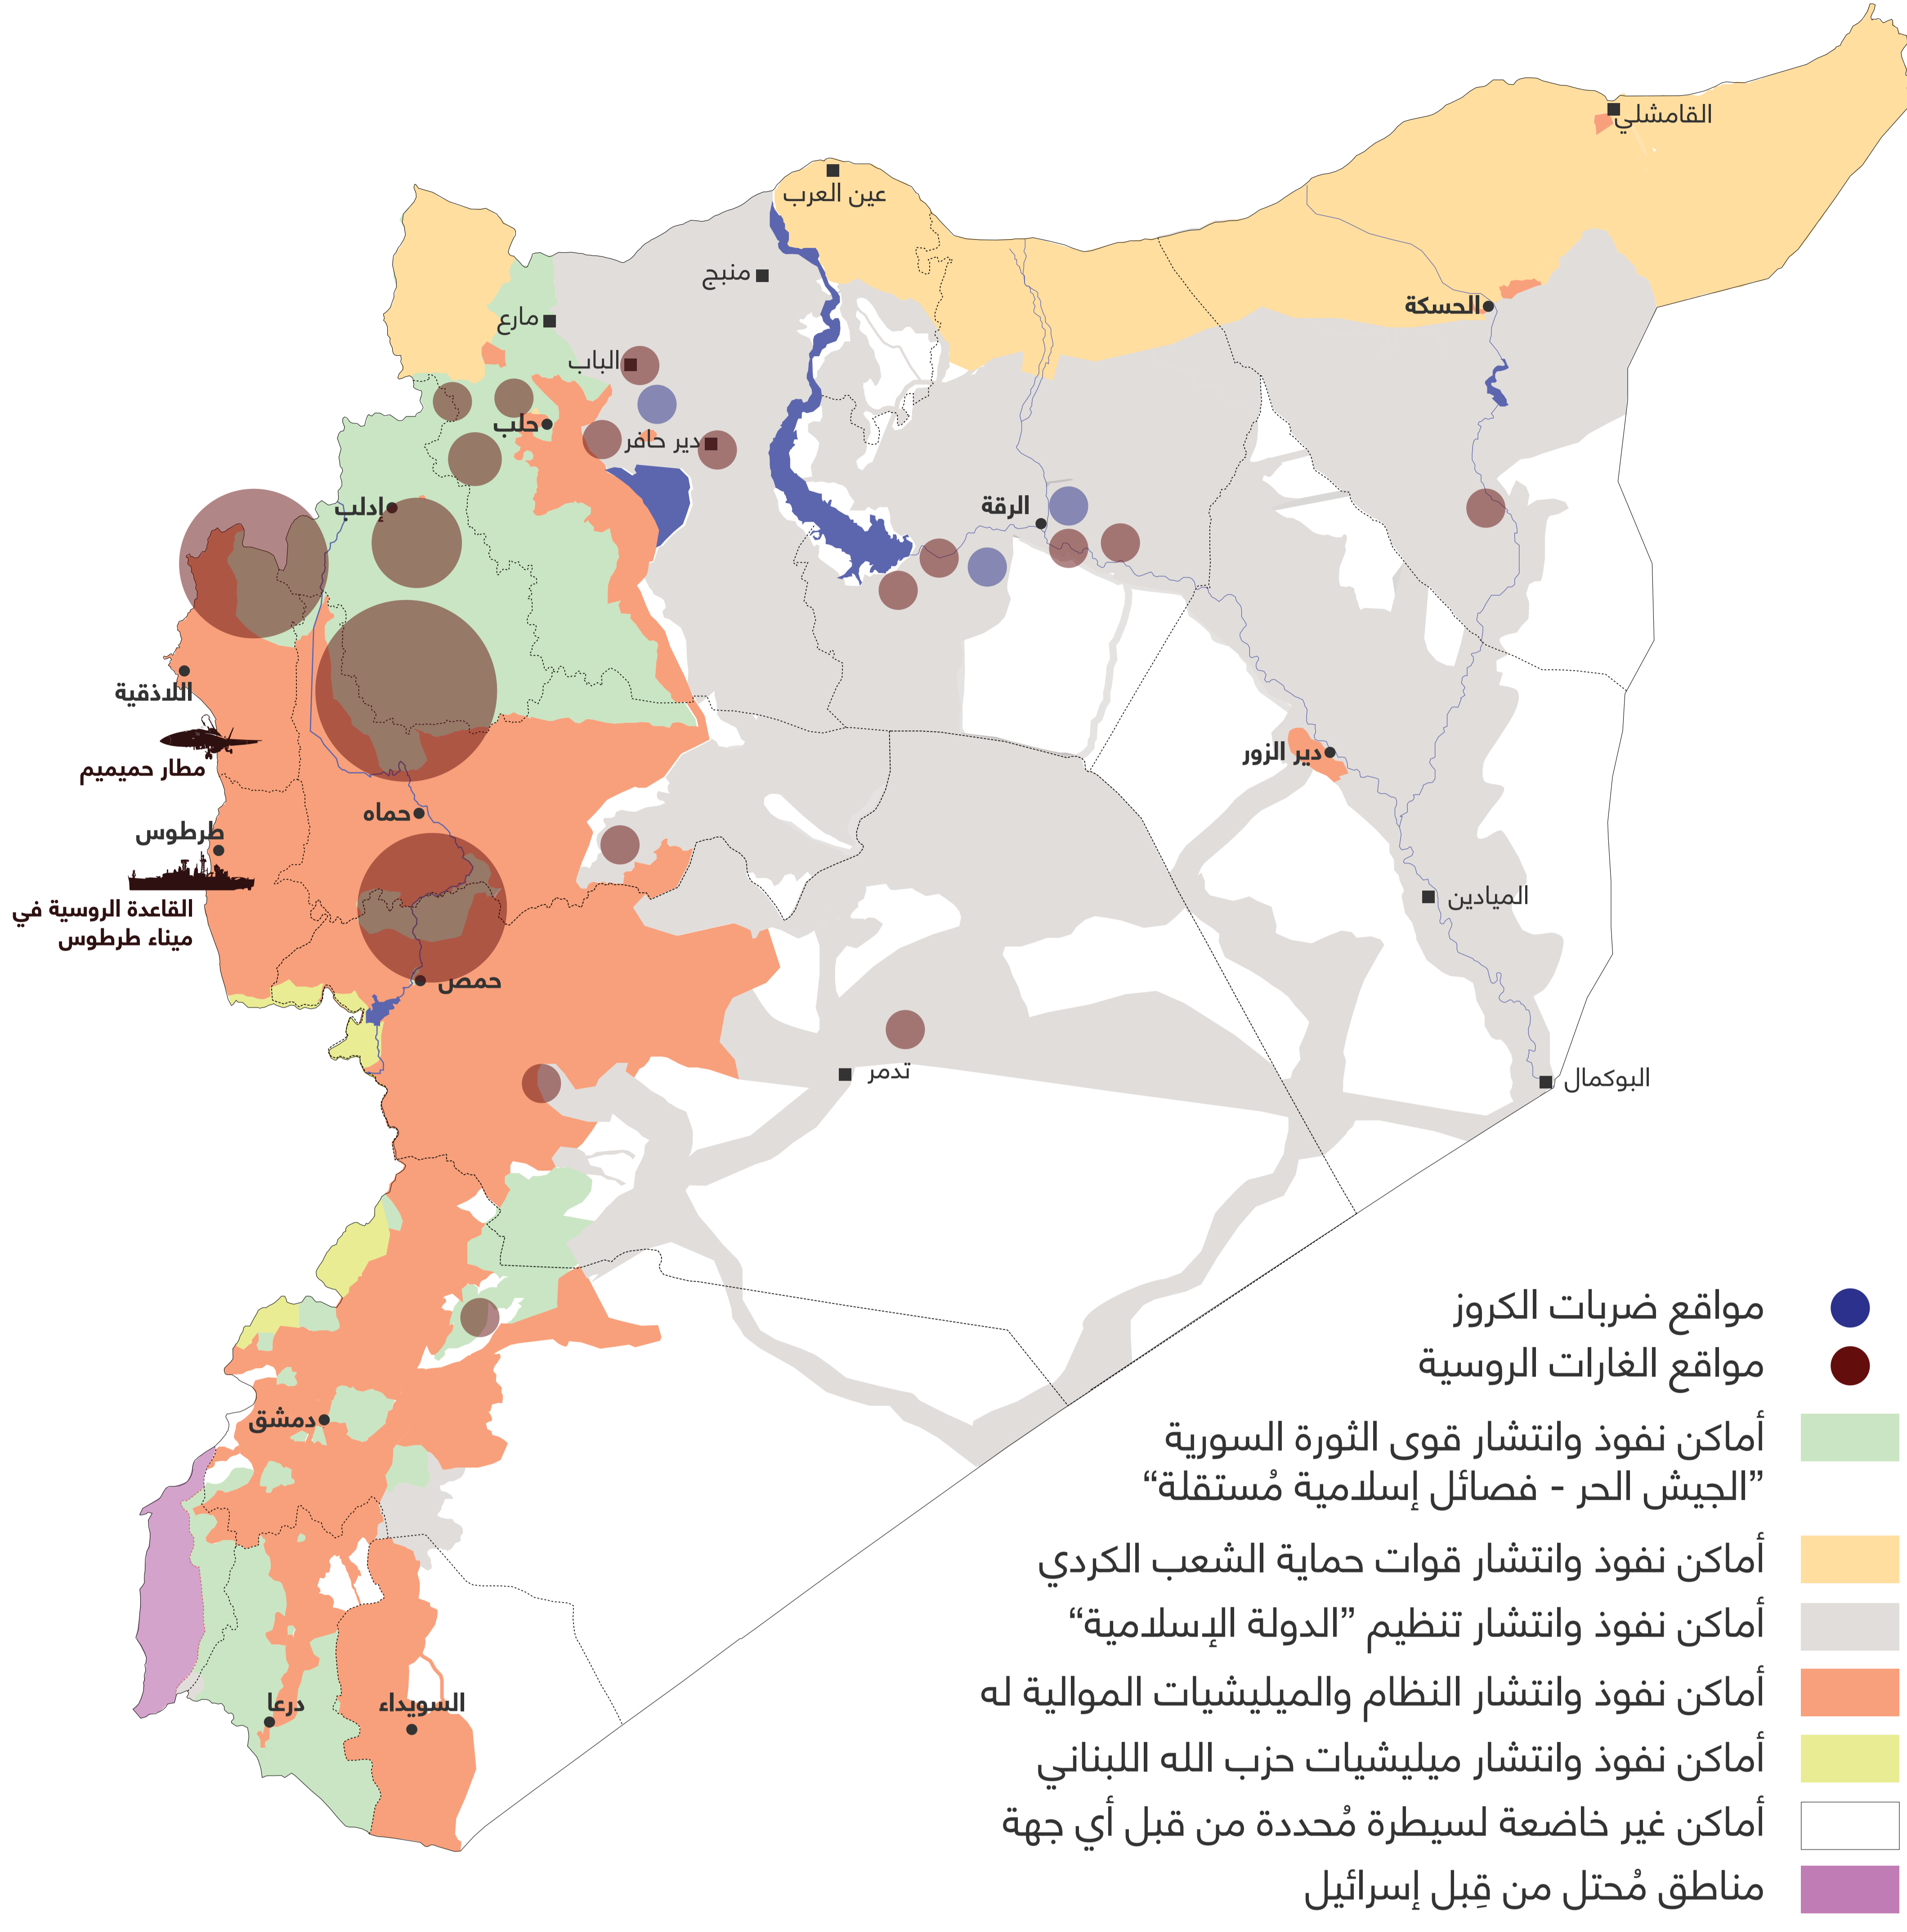 القامشلي
عين العرب
منبج
الحسكة
مارع
الباب
حلب
دير حافر
إدلب
الرقة
اللاذقية
مطار حميميم
دير الزور
حماه
طرطوس
القاعدة الروسية في
ميناء طرطوس
الميادين
حمص
تدمر
البوكمال
دمشق
درعا
السويداء
مواقع ضربات الكروز
مواقع الغارات الروسية
أماكن نفوذ وانتشار قوى الثورة السورية
”الجيش الحر - فصائل إسلامية مُستقلة“
أماكن نفوذ وانتشار قوات حماية الشعب الكردي
أماكن نفوذ وانتشار تنظيم ”الدولة الإسلامية“
أماكن نفوذ وانتشار النظام والميليشيات الموالية له
أماكن نفوذ وانتشار ميليشيات حزب الله اللبناني
أماكن غير خاضعة لسيطرة مُحددة من قبل أي جهة
مناطق مُحتل من قِبل إسرائيل